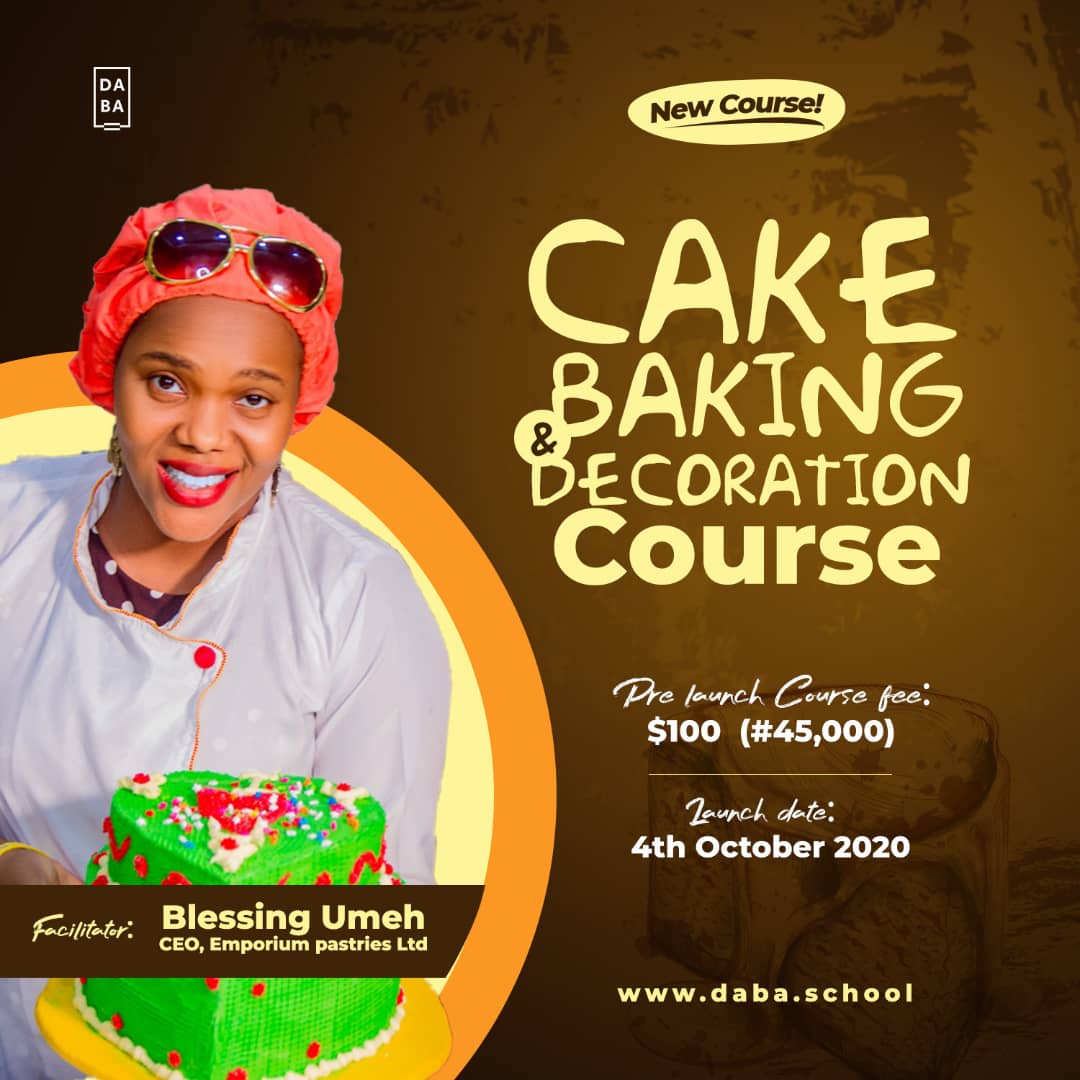 DA
BA
New Course!
CAKE
BAKING
&
DECORATION
Course
Pre launch Course fee:
$100 (#45,000)
Launch date:
4th October 2020
Facilitator:
Blessing Umeh
CEO, Emporium pastries Ltd
www.daba.school